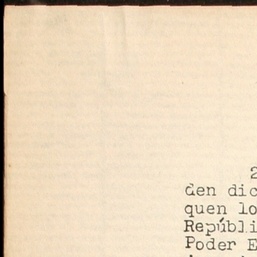 2
den dic
quen lo
Repúbli
Poder E